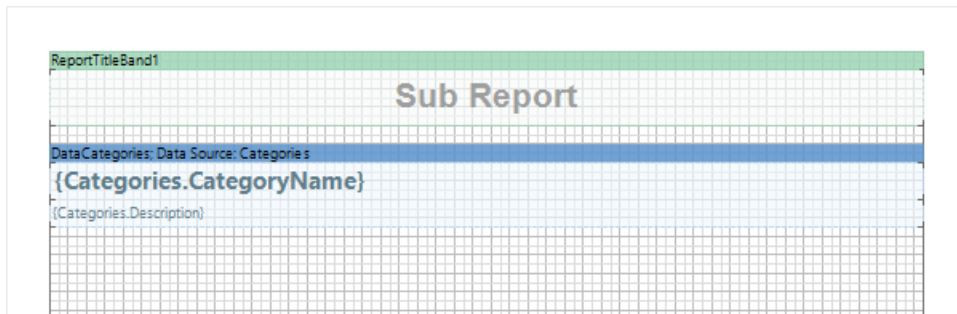 ReportTitleBand1
Sub Report
DataCategories; Data Source: Categories
{Categories.CategoryName}
{Categories.Description}